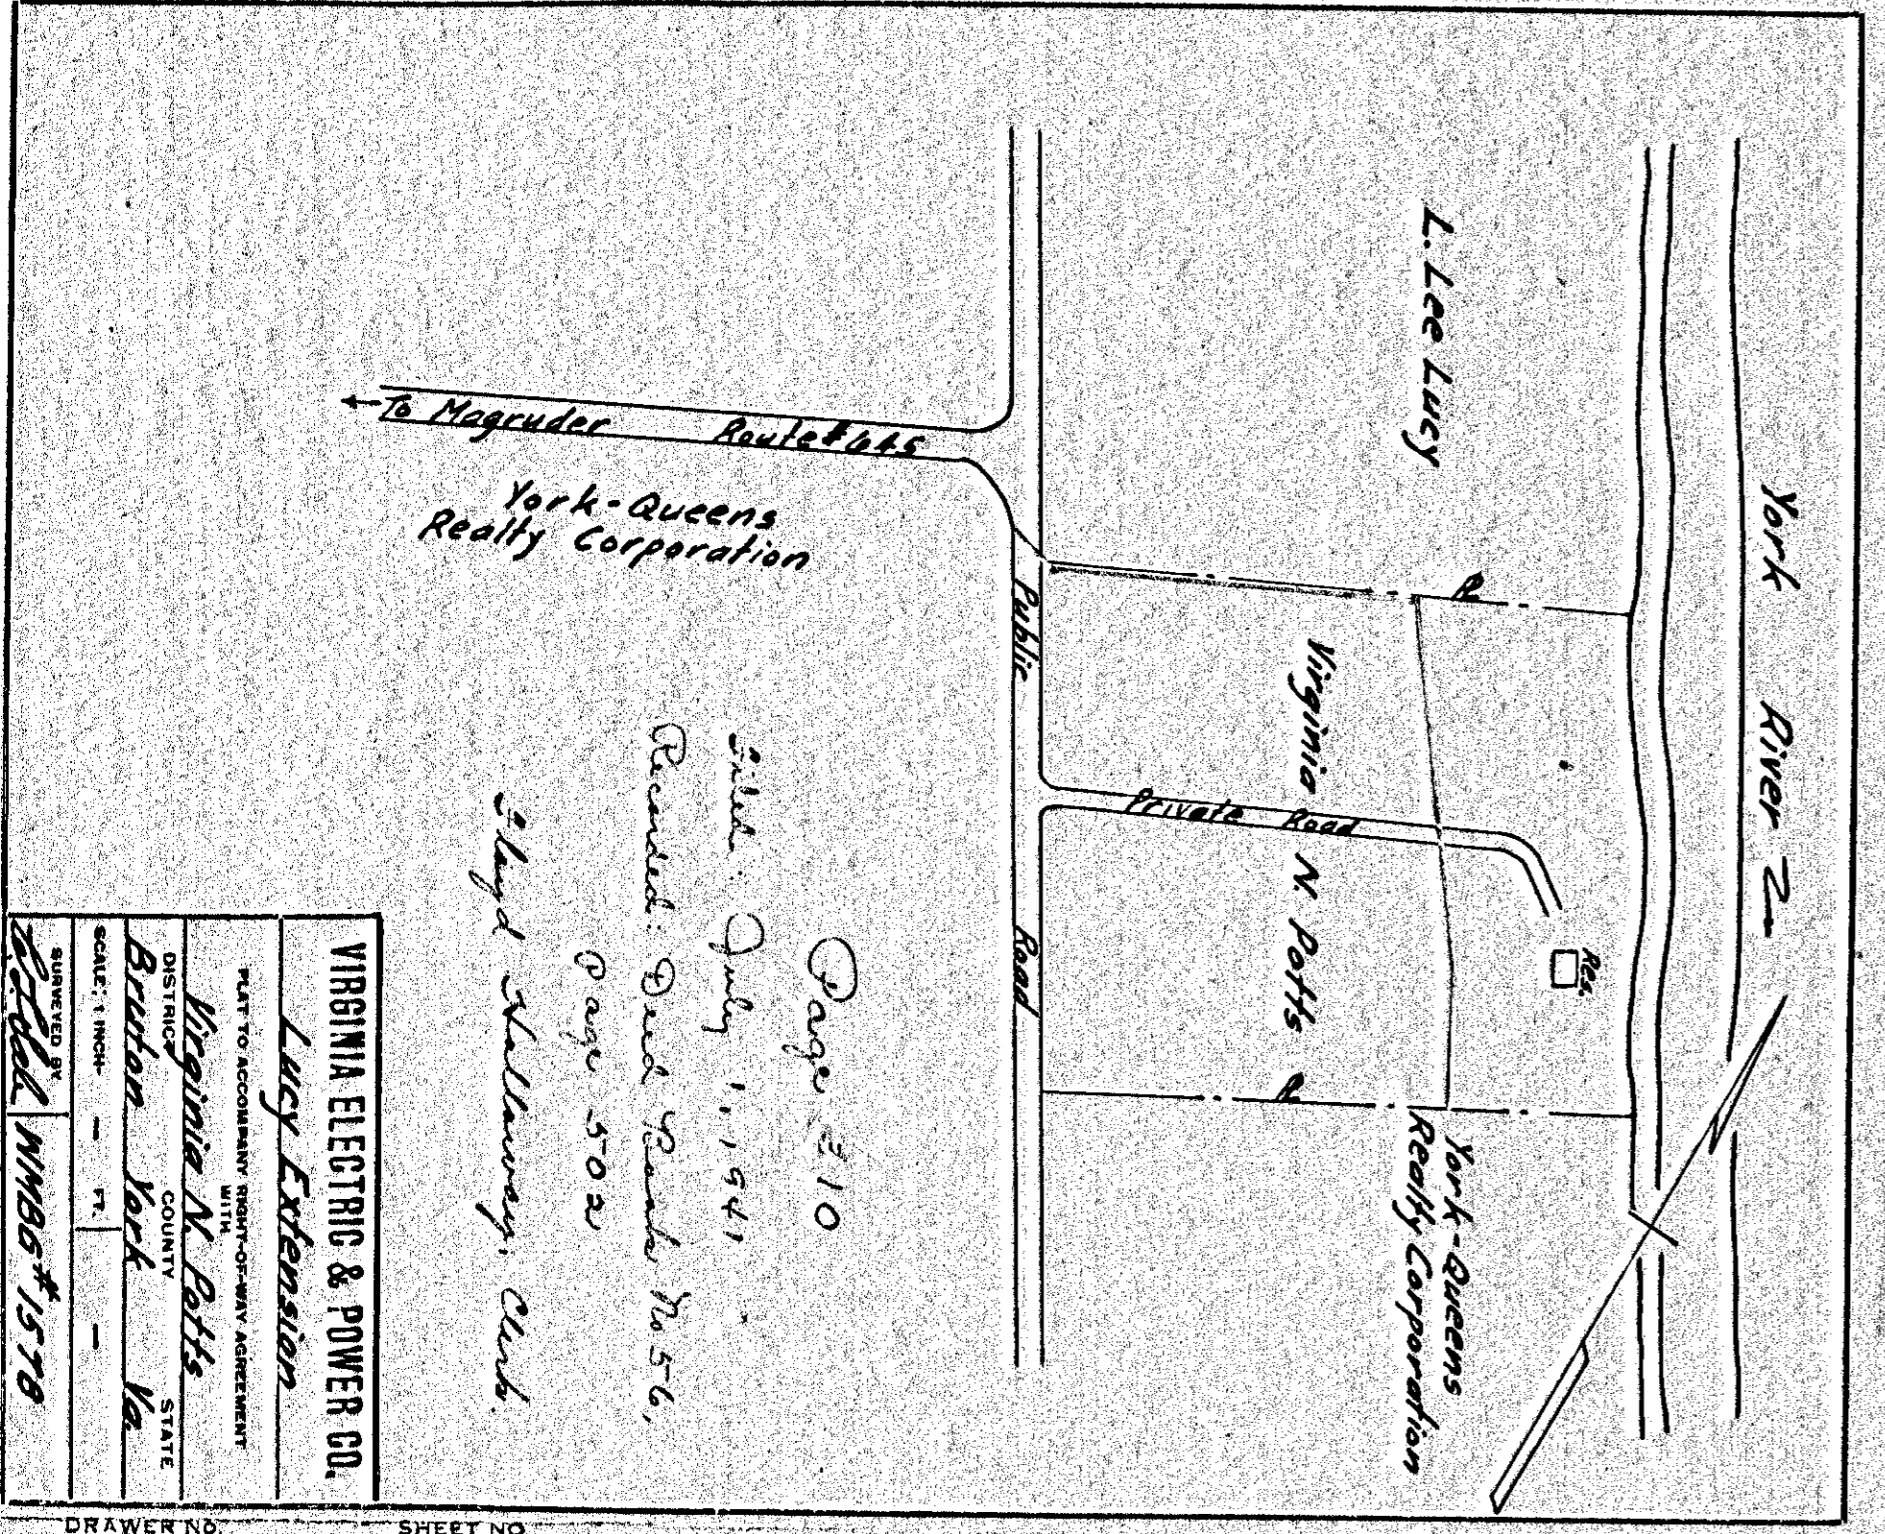 York River
L. Lee Lucy
Res.
Virginia N. Potts
Private Road
York-Queens
Realty Corporation
Public Road
To Magruder Route #645
York-Queens
Realty Corporation
Page 310
Filed: July 1, 1941
Recorded: Deed Book No 56,
Page 502
Floyd Holloway, Clerk.
VIRGINIA ELECTRIC & POWER CO.
Lucy Extension
PLAT TO ACCOMPANY RIGHT-OF-WAY AGREEMENT
WITH
Virginia N. Potts
DISTRICT COUNTY STATE
Bruton York Va.
SCALE: 1 INCH - FT. -
SURVEYED BY
WMBG #1578
DRAWER NO. SHEET NO.